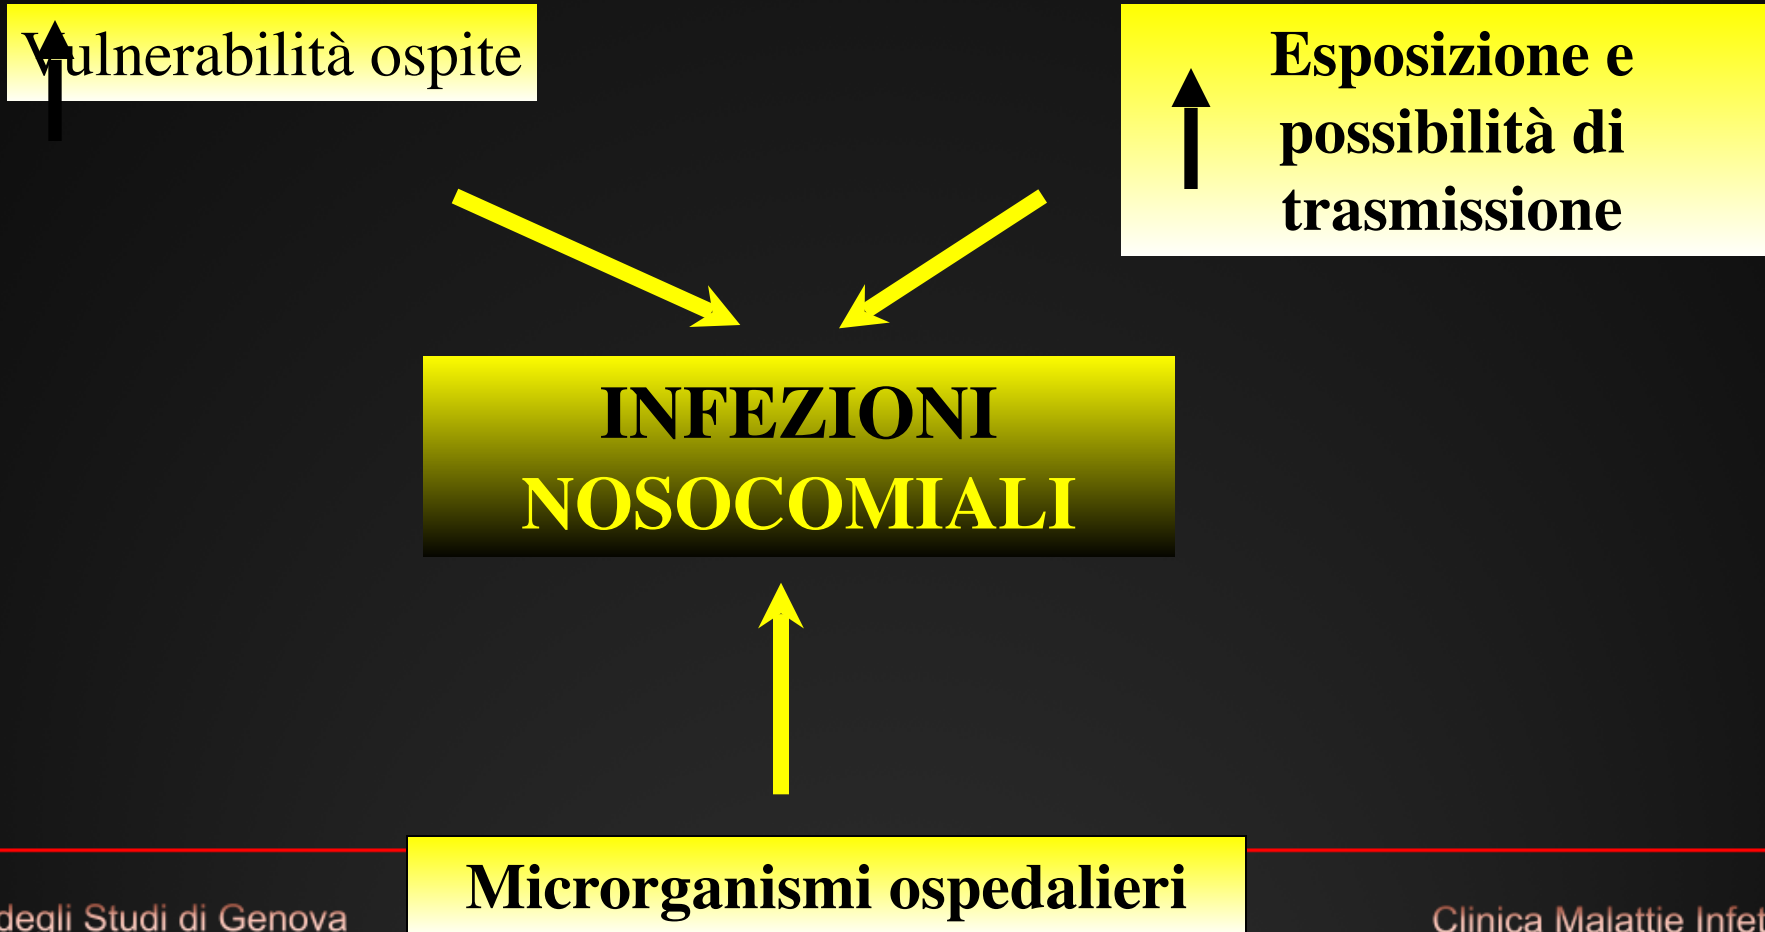 Vulnerabilità ospite
Esposizione e
possibilità di
trasmissione
INFEZIONI
NOSOCOMIALI
Microrganismi ospedalieri
degli Studi di Genova
Clinica Malattie Infet